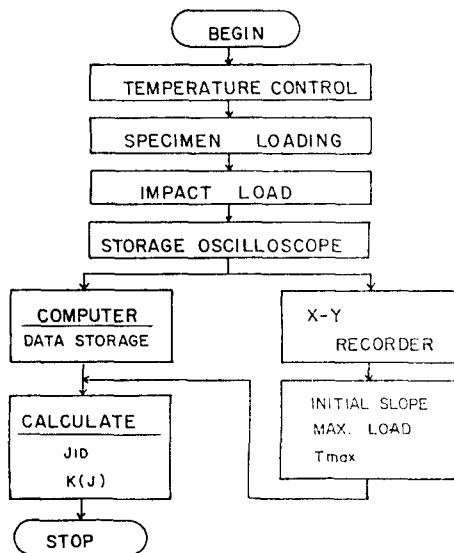 BEGIN
TEMPERATURE CONTROL
SPECIMEN LOADING
IMPACT LOAD
STORAGE OSCILLOSCOPE
COMPUTER
DATA STORAGE
X-Y
RECORDER
INITIAL SLOPE
MAX. LOAD
Tmax
CALCULATE
JID
K(J)
STOP